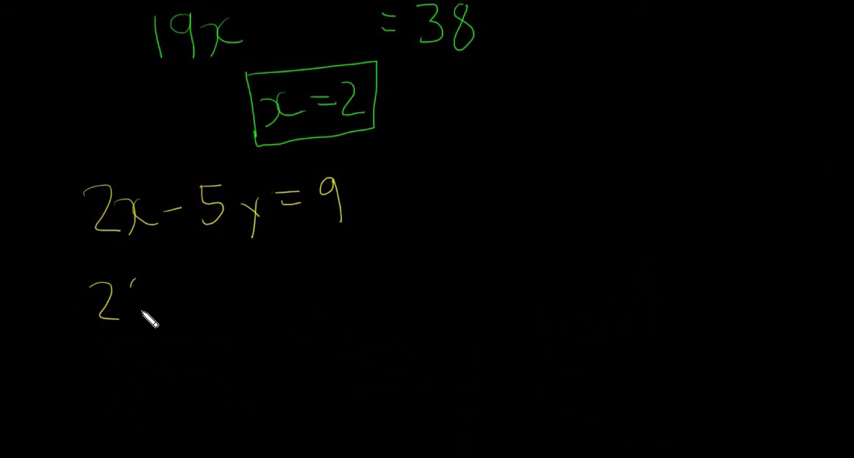 19x = 38
x = 2
2x - 5y = 9
2